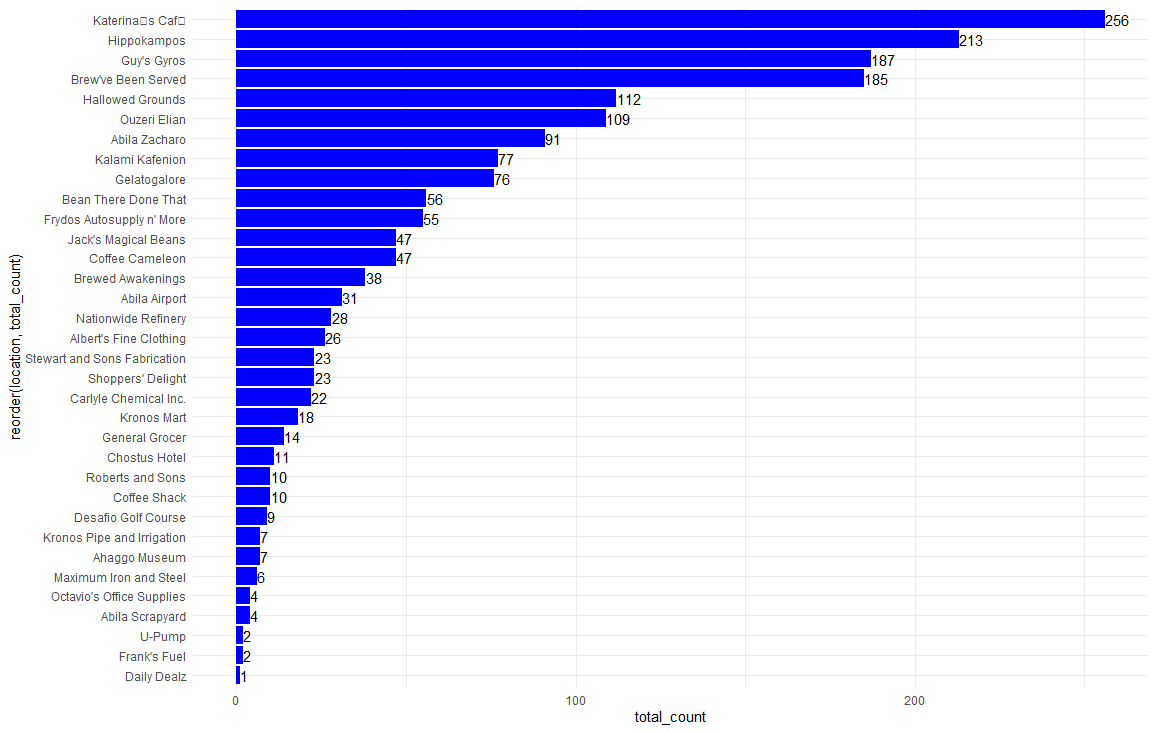 Katerina□s Caf□ 256
Hippokampos 213
Guy's Gyros 187
Brew've Been Served 185
Hallowed Grounds 112
Ouzeri Elian 109
Abila Zacharo 91
Kalami Kafenion 77
Gelatogalore 76
Bean There Done That 56
Frydos Autosupply n' More 55
Jack's Magical Beans 47
Coffee Cameleon 47
Brewed Awakenings 38
Abila Airport 31
Nationwide Refinery 28
Albert's Fine Clothing 26
Stewart and Sons Fabrication 23
Shoppers' Delight 23
Carlyle Chemical Inc. 22
Kronos Mart 18
General Grocer 14
Chostus Hotel 11
Roberts and Sons 10
Coffee Shack 10
Desafio Golf Course 9
Kronos Pipe and Irrigation 7
Ahaggo Museum 7
Maximum Iron and Steel 6
Octavio's Office Supplies 4
Abila Scrapyard 4
U-Pump 2
Frank's Fuel 2
Daily Dealz 1
reorder(location, total_count)
0 100 200
total_count